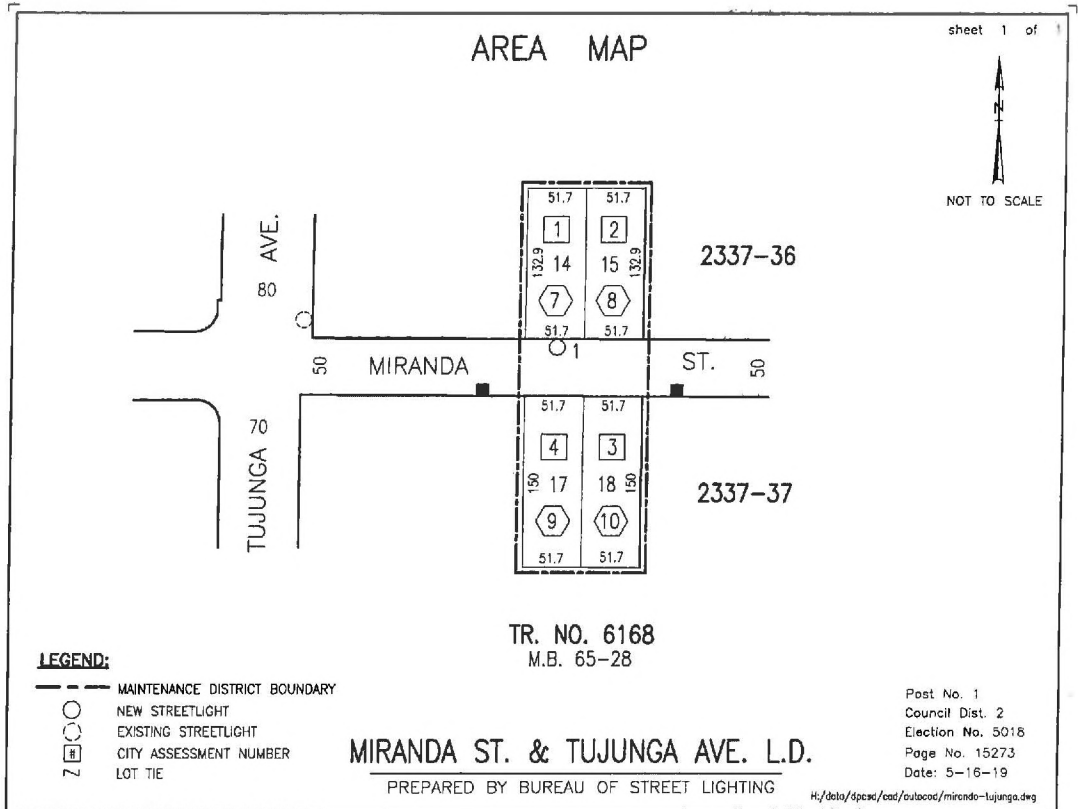 sheet 1 of 1
AREA MAP
N
NOT TO SCALE
51.7 51.7
1 2
132.9 14 15 132.9
7 8
51.7 51.7
2337-36
AVE.
80
1
50 MIRANDA ST. 50
51.7 51.7
4 3
150 17 18 150
9 10
51.7 51.7
2337-37
70
TUJUNGA
TR. NO. 6168
M.B. 65-28
LEGEND:
MAINTENANCE DISTRICT BOUNDARY
NEW STREETLIGHT
EXISTING STREETLIGHT
# CITY ASSESSMENT NUMBER
Z LOT TIE
MIRANDA ST. & TUJUNGA AVE. L.D.
PREPARED BY BUREAU OF STREET LIGHTING
Post No. 1
Council Dist. 2
Election No. 5018
Page No. 15273
Date: 5-16-19
H:/data/dpcsd/cad/autocad/miranda-tujunga.dwg